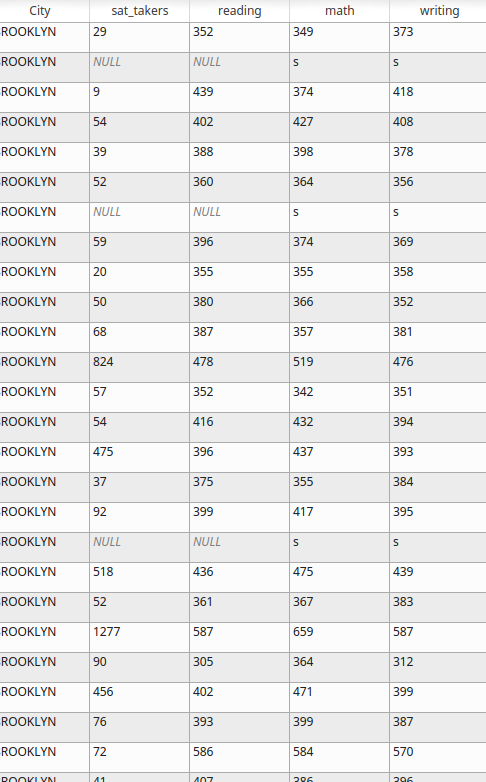 City sat_takers reading math writing
ROOKLYN 29 352 349 373
ROOKLYN NULL NULL s s
ROOKLYN 9 439 374 418
ROOKLYN 54 402 427 408
ROOKLYN 39 388 398 378
ROOKLYN 52 360 364 356
ROOKLYN NULL NULL s s
ROOKLYN 59 396 374 369
ROOKLYN 20 355 355 358
ROOKLYN 50 380 366 352
ROOKLYN 68 387 357 381
ROOKLYN 824 478 519 476
ROOKLYN 57 352 342 351
ROOKLYN 54 416 432 394
ROOKLYN 475 396 437 393
ROOKLYN 37 375 355 384
ROOKLYN 92 399 417 395
ROOKLYN NULL NULL s s
ROOKLYN 518 436 475 439
ROOKLYN 52 361 367 383
ROOKLYN 1277 587 659 587
ROOKLYN 90 305 364 312
ROOKLYN 456 402 471 399
ROOKLYN 76 393 399 387
ROOKLYN 72 586 584 570
ROOKLYN 41 407 386 396